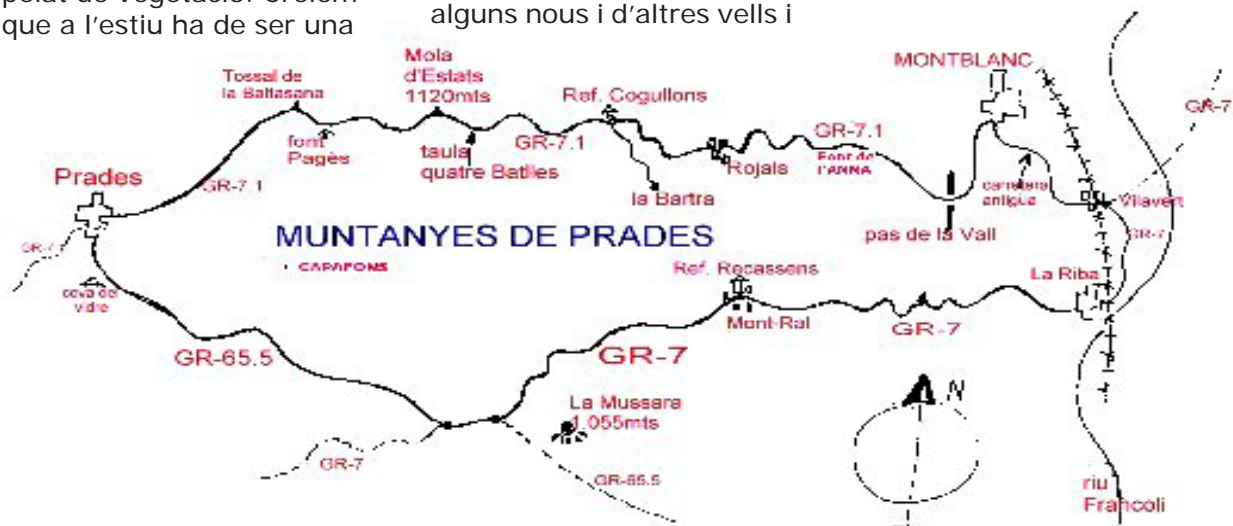 pelat de vegetació. Creiem
que a l'estiu ha de ser una
alguns nous i d'altres vells i
Mola
d'Estats
1120mts
MONTBLANC
Tossal de
la Baltasana
Ref. Cogullons
GR-7
font
Pagès
taula
quatre Batlles
GR-7.1
GR-7.1
Font de
l'ANNA
Rojals
Prades
GR-7.1
la Bartra
carretera
antigua
Vilavert
pas de la Vall
GR-7
MUNTANYES DE PRADES
CAPAFONS
Ref. Recassens
La Riba
cova del
vidre
Mont-Ral
GR-7
GR-65.5
GR-7
La Mussara
1.055mts
N
GR-7
GR-65.5
riu
Francoli